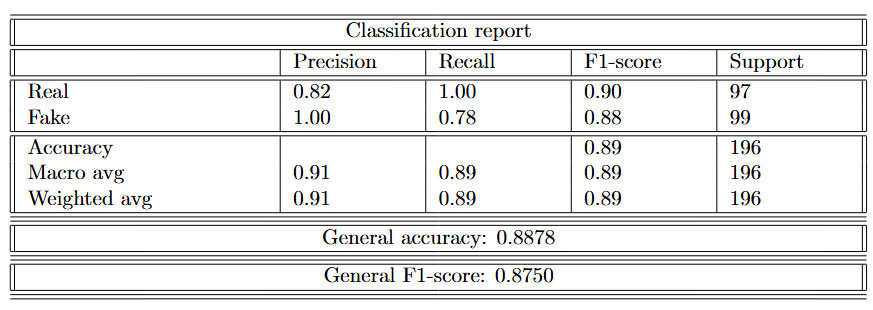 Classification report
Precision Recall F1-score Support
Real 0.82 1.00 0.90 97
Fake 1.00 0.78 0.88 99
Accuracy 0.89 196
Macro avg 0.91 0.89 0.89 196
Weighted avg 0.91 0.89 0.89 196
General accuracy: 0.8878
General F1-score: 0.8750